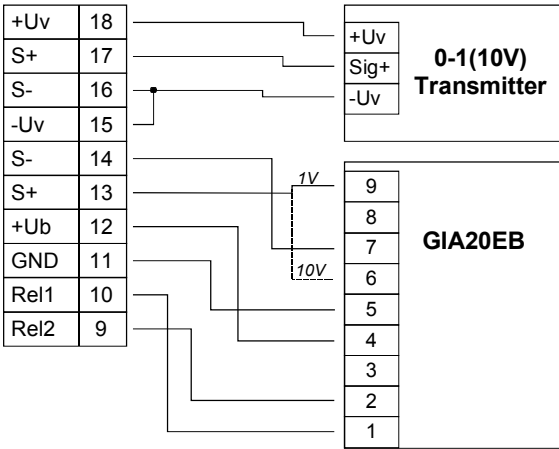 +Uv 18
S+ 17
S- 16
-Uv 15
S- 14
S+ 13
+Ub 12
GND 11
Rel1 10
Rel2 9
+Uv
Sig+
-Uv
0-1(10V)
Transmitter
1V
10V
9
8
7
6
5
4
3
2
1
GIA20EB